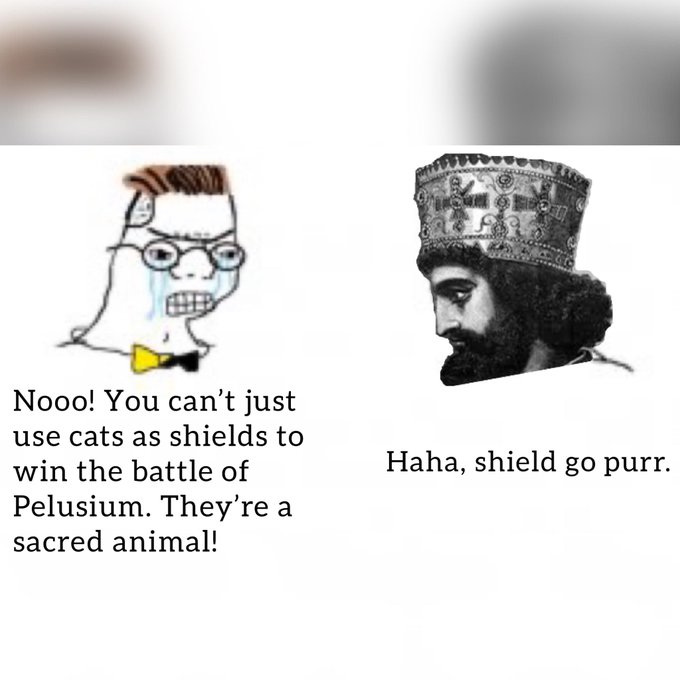 Nooo! You can’t just
use cats as shields to
win the battle of
Pelusium. They’re a
sacred animal!
Haha, shield go purr.